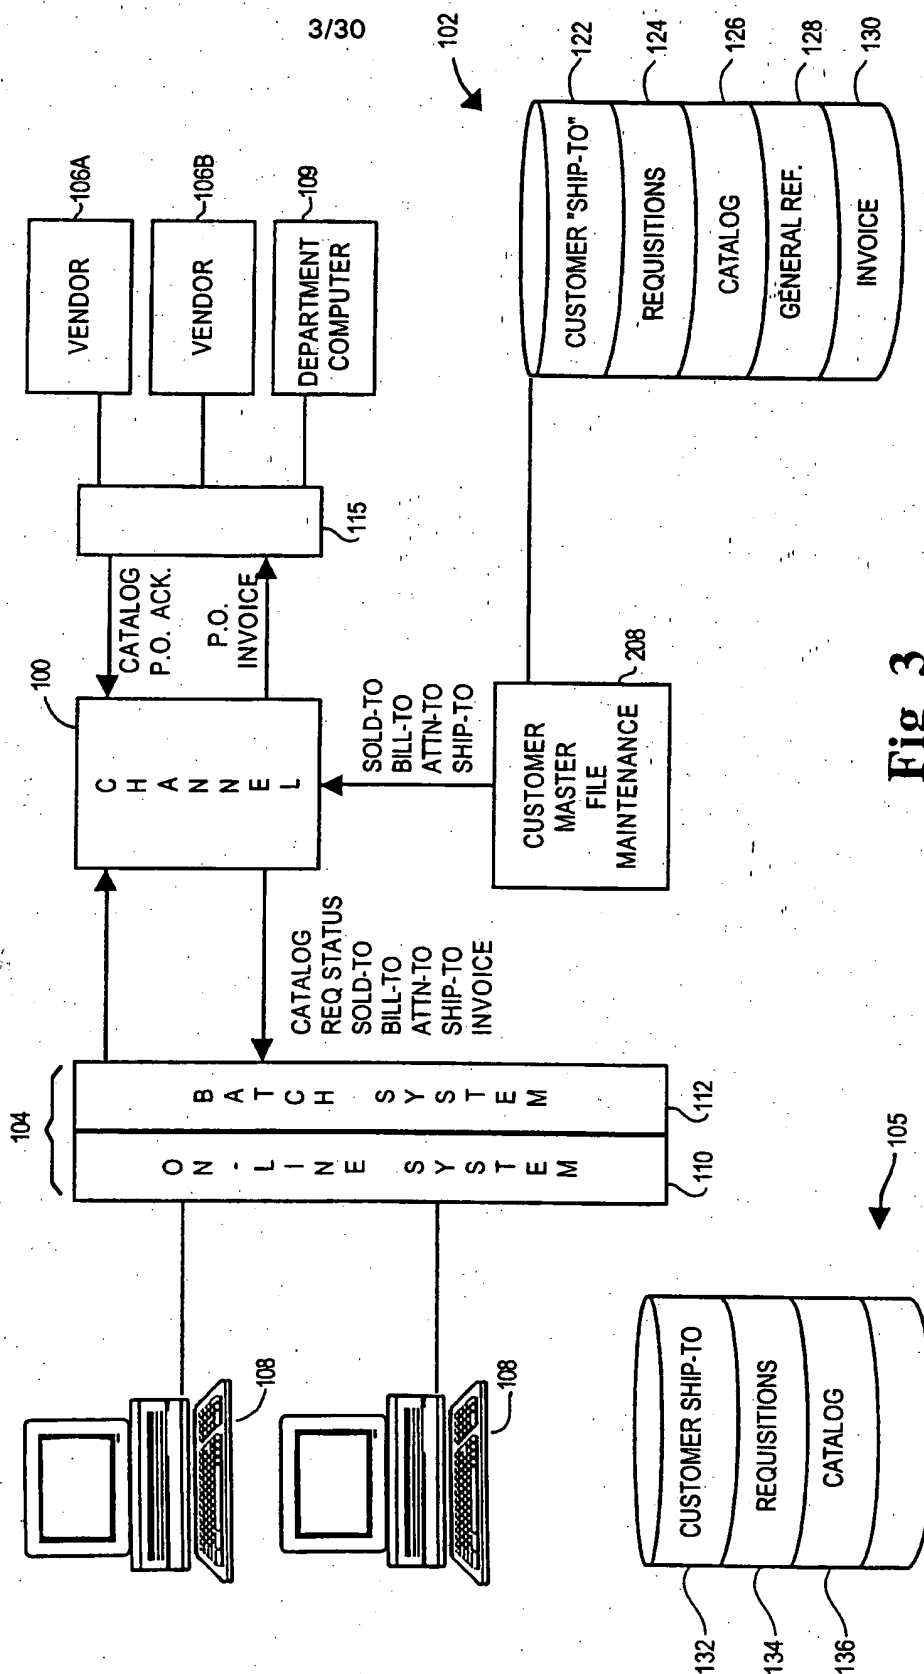 3/30
104
ON-LINE SYSTEM
BATCH SYSTEM
110
112
108
108
CATALOG
REQ STATUS
SOLD-TO
BILL-TO
ATTN-TO
SHIP-TO
INVOICE
100
CHANNEL
CATALOG
P.O. ACK.
P.O.
INVOICE
115
VENDOR
106A
VENDOR
106B
DEPARTMENT
COMPUTER
109
SOLD-TO
BILL-TO
ATTN-TO
SHIP-TO
CUSTOMER
MASTER
FILE
MAINTENANCE
208
102
CUSTOMER "SHIP-TO"
122
REQUISITIONS
124
CATALOG
126
GENERAL REF.
128
INVOICE
130
105
132
CUSTOMER SHIP-TO
134
REQUISITIONS
136
CATALOG
Fig. 3